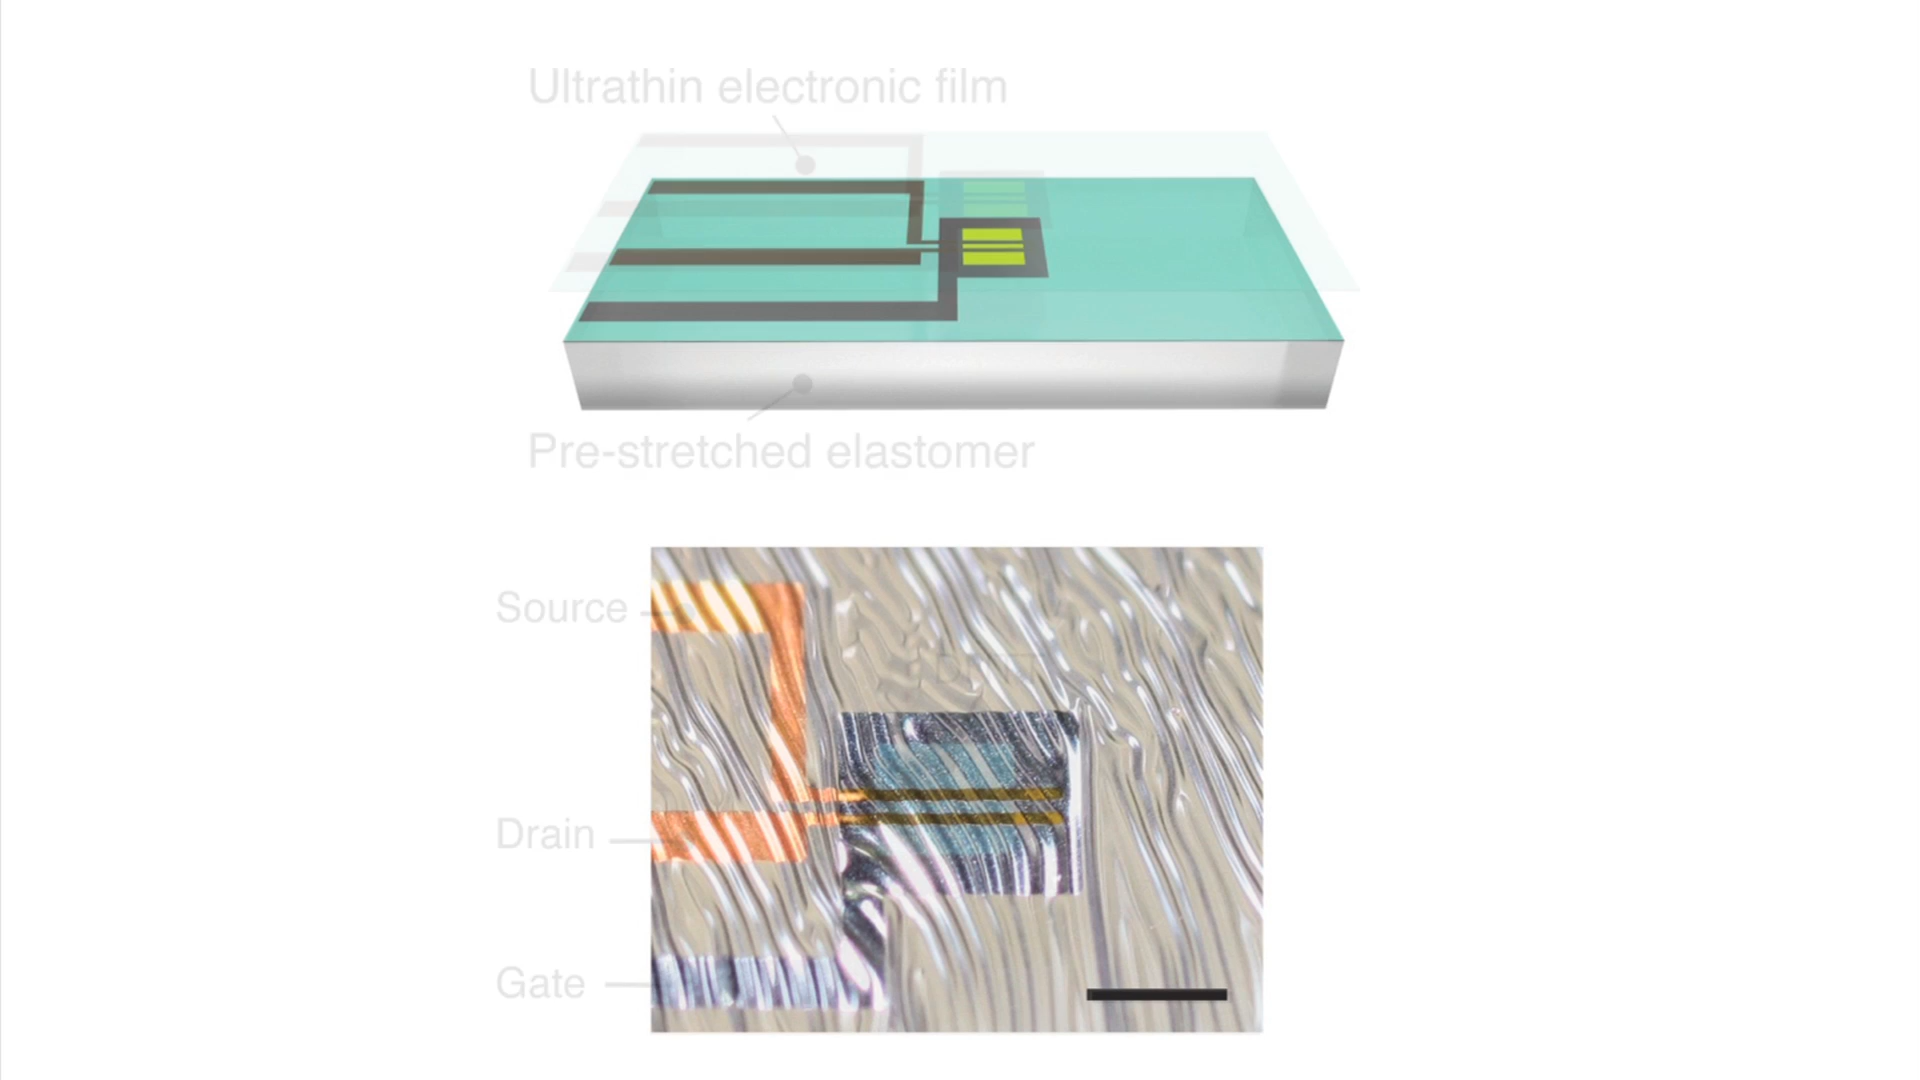 Ultrathin electronic film
Pre-stretched elastomer
Source
Drain
Gate